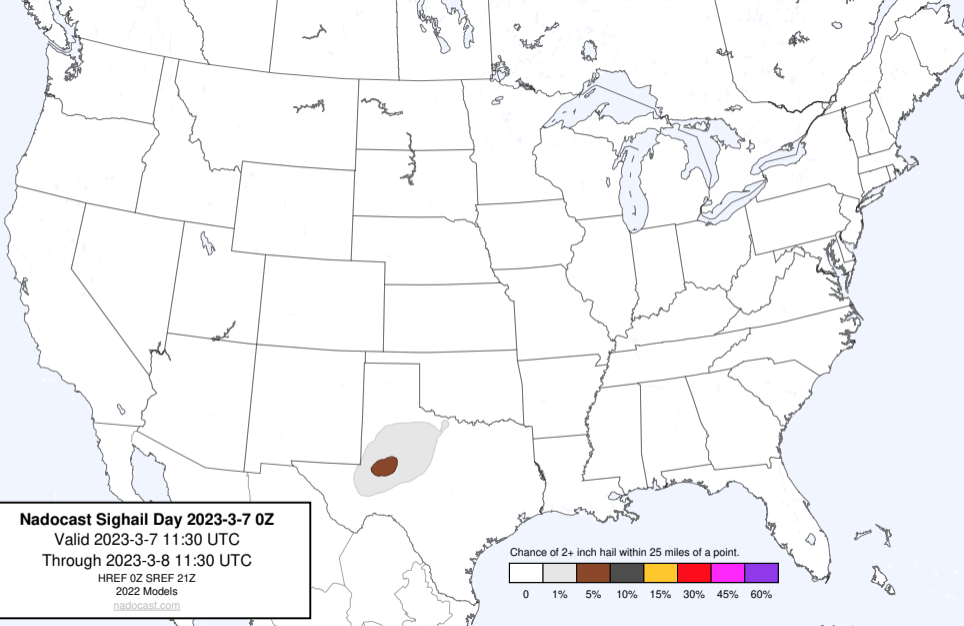 Nadocast Sighail Day 2023-3-7 0Z
Valid 2023-3-7 11:30 UTC
Through 2023-3-8 11:30 UTC
HREF 0Z SREF 21Z
2022 Models
nadocast.com
Chance of 2+ inch hail within 25 miles of a point.
0 1% 5% 10% 15% 30% 45% 60%